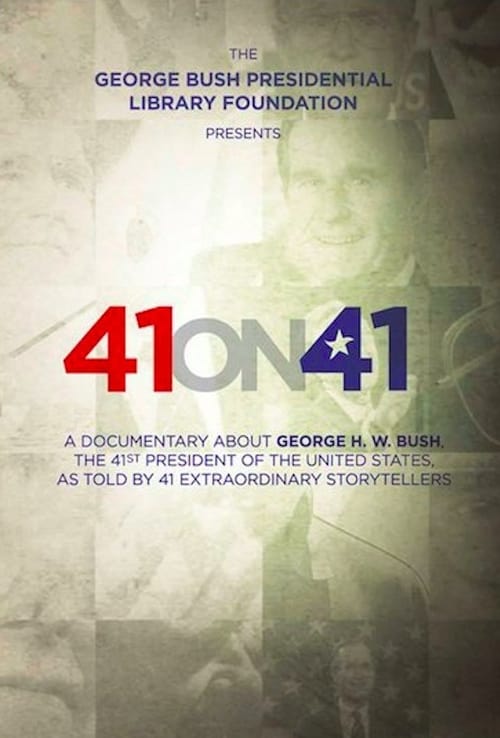 THE
GEORGE BUSH PRESIDENTIAL
LIBRARY FOUNDATION
PRESENTS
41ON41
A DOCUMENTARY ABOUT GEORGE H. W. BUSH,
THE 41ST PRESIDENT OF THE UNITED STATES,
AS TOLD BY 41 EXTRAORDINARY STORYTELLERS